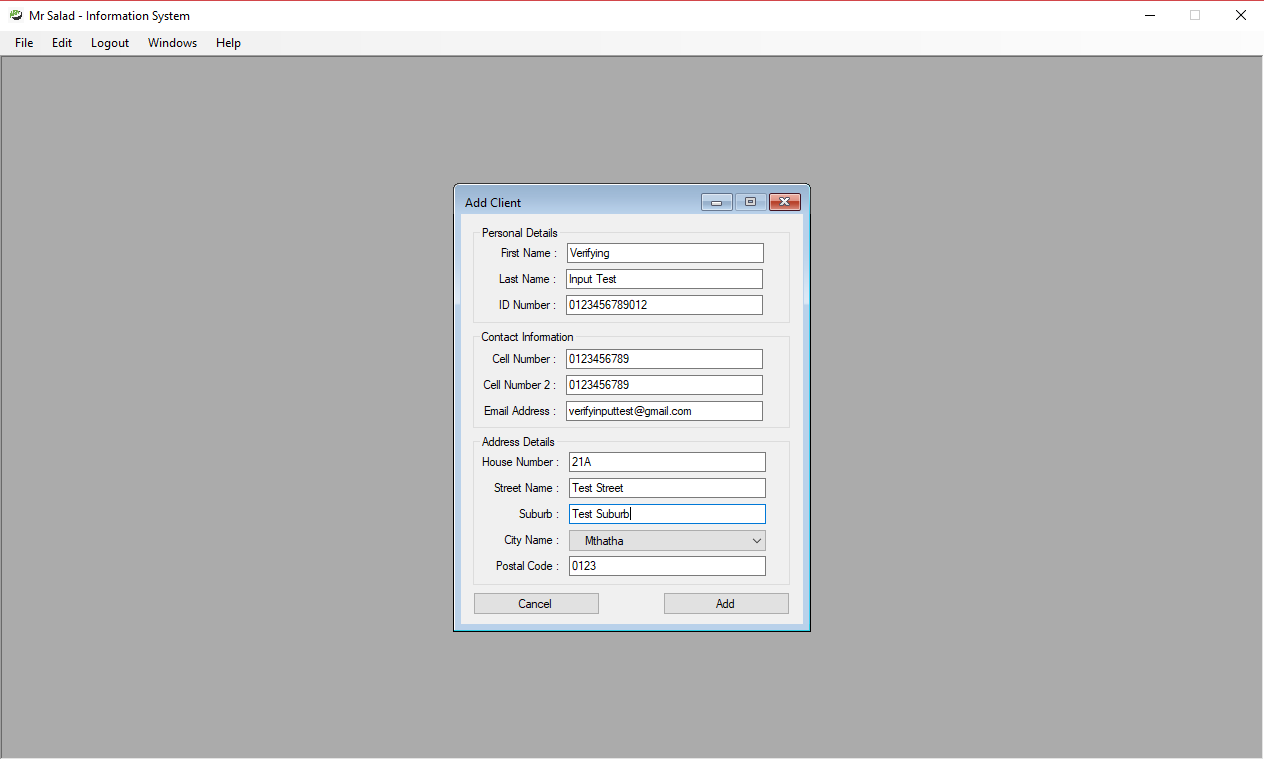 Mr Salad - Information System
File Edit Logout Windows Help
Add Client
Personal Details
First Name : Verifying
Last Name : Input Test
ID Number : 0123456789012
Contact Information
Cell Number : 0123456789
Cell Number 2 : 0123456789
Email Address : verifyinputtest@gmail.com
Address Details
House Number : 21A
Street Name : Test Street
Suburb : Test Suburb
City Name : Mthatha
Postal Code : 0123
Cancel Add